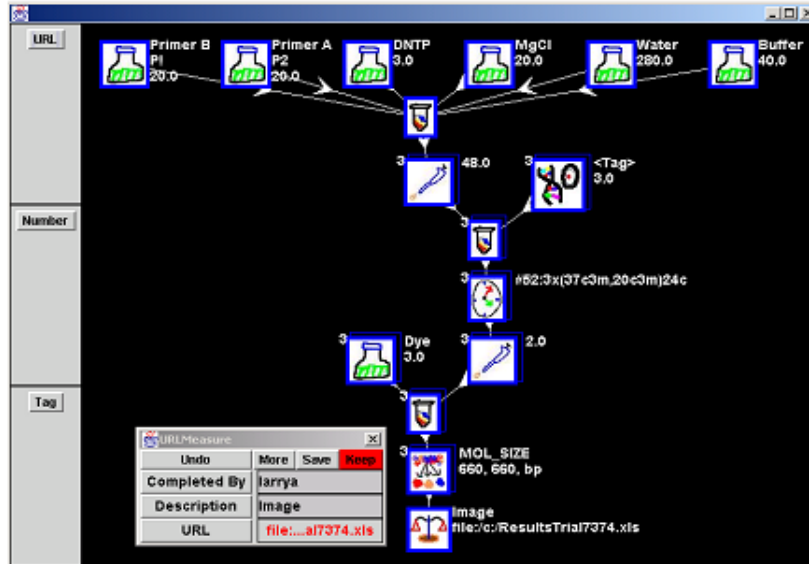 URL
Primer B
P!
20.0
Primer A
P2
20.0
DNTP
3.0
MgCl
20.0
Water
280.0
Buffer
40.0
3
48.0
3
<Tag>
3.0
Number
3
3
#52:3x(37c3m,20c3m)24c
3
Dye
3.0
3
2.0
Tag
3
3
MOL_SIZE
660, 660, bp
Image
file:/c:/ResultsTrial7374.xls
URLMeasure
Undo
More
Save
Keep
Completed By
larrya
Description
Image
URL
file:...al7374.xls